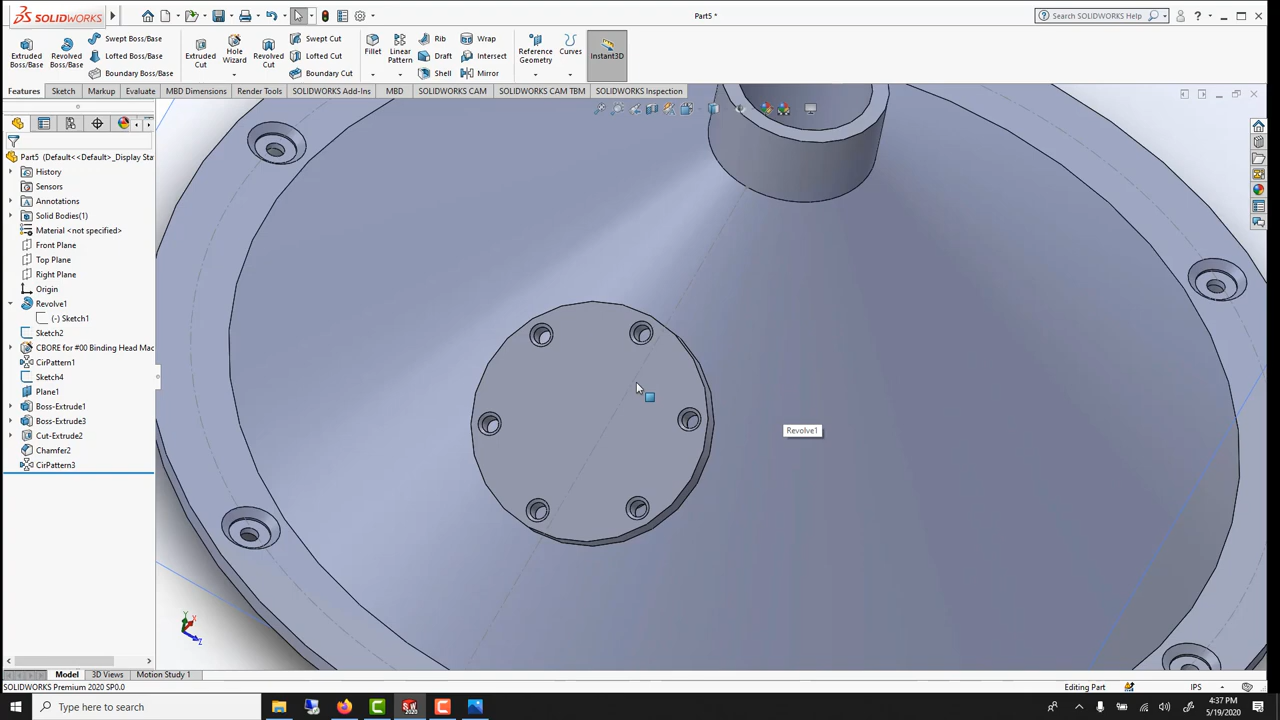 SOLIDWORKS
Part5 *
Search SOLIDWORKS Help
Extruded Boss/Base
Revolved Boss/Base
Swept Boss/Base
Lofted Boss/Base
Boundary Boss/Base
Extruded Cut
Hole Wizard
Revolved Cut
Swept Cut
Lofted Cut
Boundary Cut
Fillet
Linear Pattern
Rib
Draft
Shell
Wrap
Intersect
Mirror
Reference Geometry
Curves
Instant3D
Features
Sketch
Markup
Evaluate
MBD Dimensions
Render Tools
SOLIDWORKS Add-Ins
MBD
SOLIDWORKS CAM
SOLIDWORKS CAM TBM
SOLIDWORKS Inspection
Part5 (Default<<Default>_Display Sta
History
Sensors
Annotations
Solid Bodies(1)
Material <not specified>
Front Plane
Top Plane
Right Plane
Origin
Revolve1
(-) Sketch1
Sketch2
CBORE for #00 Binding Head Mac
CirPattern1
Sketch4
Plane1
Boss-Extrude1
Boss-Extrude3
Cut-Extrude2
Chamfer2
CirPattern3
Revolve1
Y
X
Z
Model
3D Views
Motion Study 1
SOLIDWORKS Premium 2020 SP0.0
Editing Part
IPS
Type here to search
SW
2020
4:37 PM
5/19/2020